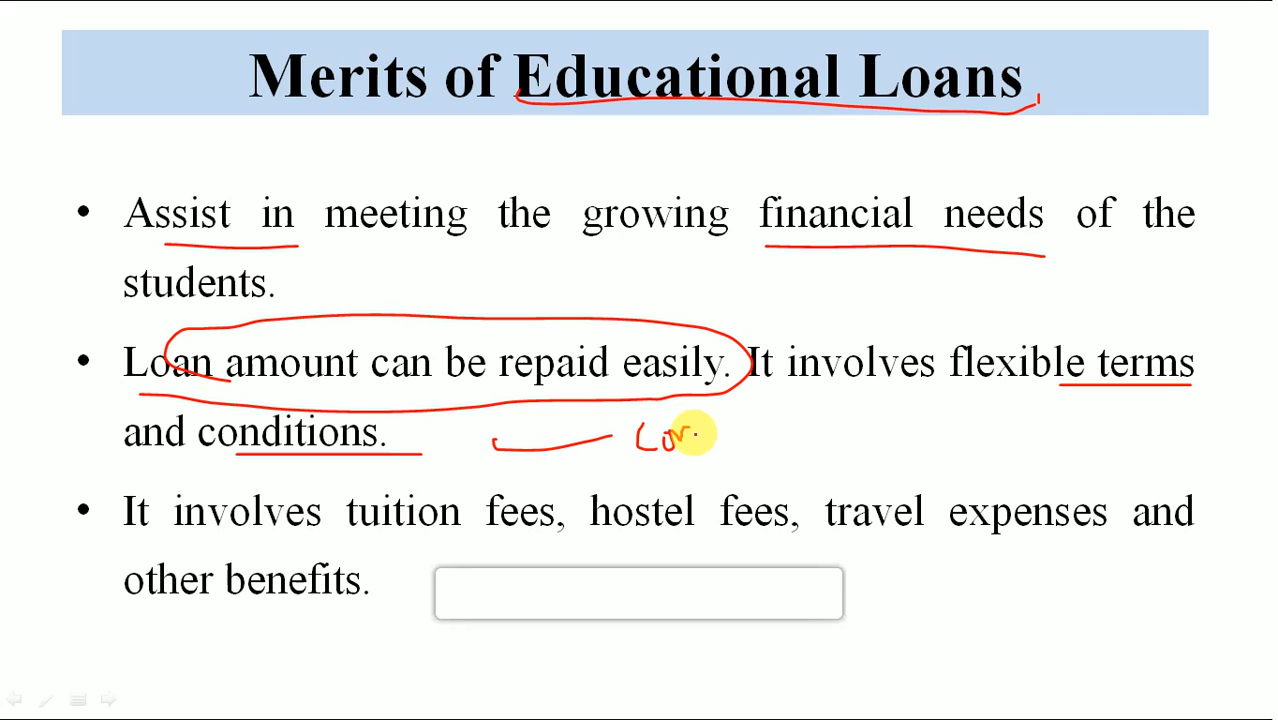 Merits of Educational Loans
• Assist in meeting the growing financial needs of the
students.
• Loan amount can be repaid easily. It involves flexible terms
and conditions.
• It involves tuition fees, hostel fees, travel expenses and
other benefits.